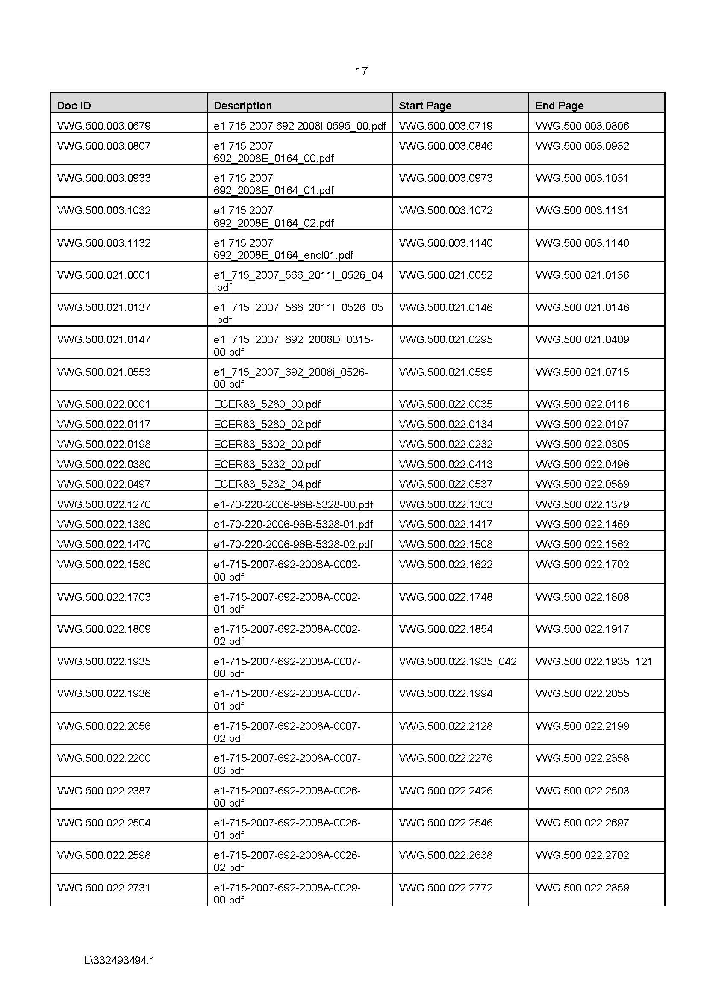 17
Doc ID Description Start Page End Page
VWG.500.003.0679 e1 715 2007 692 2008I 0595_00.pdf VWG.500.003.0719 VWG.500.003.0806
VWG.500.003.0807 e1 715 2007 VWG.500.003.0846 VWG.500.003.0932
692_2008E_0164_00.pdf
VWG.500.003.0933 e1 715 2007 VWG.500.003.0973 VWG.500.003.1031
692_2008E_0164_01.pdf
VWG.500.003.1032 e1 715 2007 VWG.500.003.1072 VWG.500.003.1131
692_2008E_0164_02.pdf
VWG.500.003.1132 e1 715 2007 VWG.500.003.1140 VWG.500.003.1140
692_2008E_0164_encl01.pdf
VWG.500.021.0001 e1_715_2007_566_2011I_0526_04 VWG.500.021.0052 VWG.500.021.0136
.pdf
VWG.500.021.0137 e1_715_2007_566_2011I_0526_05 VWG.500.021.0146 VWG.500.021.0146
.pdf
VWG.500.021.0147 e1_715_2007_692_2008D_0315- VWG.500.021.0295 VWG.500.021.0409
00.pdf
VWG.500.021.0553 e1_715_2007_692_2008i_0526- VWG.500.021.0595 VWG.500.021.0715
00.pdf
VWG.500.022.0001 ECER83_5280_00.pdf VWG.500.022.0035 VWG.500.022.0116
VWG.500.022.0117 ECER83_5280_02.pdf VWG.500.022.0134 VWG.500.022.0197
VWG.500.022.0198 ECER83_5302_00.pdf VWG.500.022.0232 VWG.500.022.0305
VWG.500.022.0380 ECER83_5232_00.pdf VWG.500.022.0413 VWG.500.022.0496
VWG.500.022.0497 ECER83_5232_04.pdf VWG.500.022.0537 VWG.500.022.0589
VWG.500.022.1270 e1-70-220-2006-96B-5328-00.pdf VWG.500.022.1303 VWG.500.022.1379
VWG.500.022.1380 e1-70-220-2006-96B-5328-01.pdf VWG.500.022.1417 VWG.500.022.1469
VWG.500.022.1470 e1-70-220-2006-96B-5328-02.pdf VWG.500.022.1508 VWG.500.022.1562
VWG.500.022.1580 e1-715-2007-692-2008A-0002- VWG.500.022.1622 VWG.500.022.1702
00.pdf
VWG.500.022.1703 e1-715-2007-692-2008A-0002- VWG.500.022.1748 VWG.500.022.1808
01.pdf
VWG.500.022.1809 e1-715-2007-692-2008A-0002- VWG.500.022.1854 VWG.500.022.1917
02.pdf
VWG.500.022.1935 e1-715-2007-692-2008A-0007- VWG.500.022.1935_042 VWG.500.022.1935_121
00.pdf
VWG.500.022.1936 e1-715-2007-692-2008A-0007- VWG.500.022.1994 VWG.500.022.2055
01.pdf
VWG.500.022.2056 e1-715-2007-692-2008A-0007- VWG.500.022.2128 VWG.500.022.2199
02.pdf
VWG.500.022.2200 e1-715-2007-692-2008A-0007- VWG.500.022.2276 VWG.500.022.2358
03.pdf
VWG.500.022.2387 e1-715-2007-692-2008A-0026- VWG.500.022.2426 VWG.500.022.2503
00.pdf
VWG.500.022.2504 e1-715-2007-692-2008A-0026- VWG.500.022.2546 VWG.500.022.2697
01.pdf
VWG.500.022.2598 e1-715-2007-692-2008A-0026- VWG.500.022.2638 VWG.500.022.2702
02.pdf
VWG.500.022.2731 e1-715-2007-692-2008A-0029- VWG.500.022.2772 VWG.500.022.2859
00.pdf
L\332493494.1